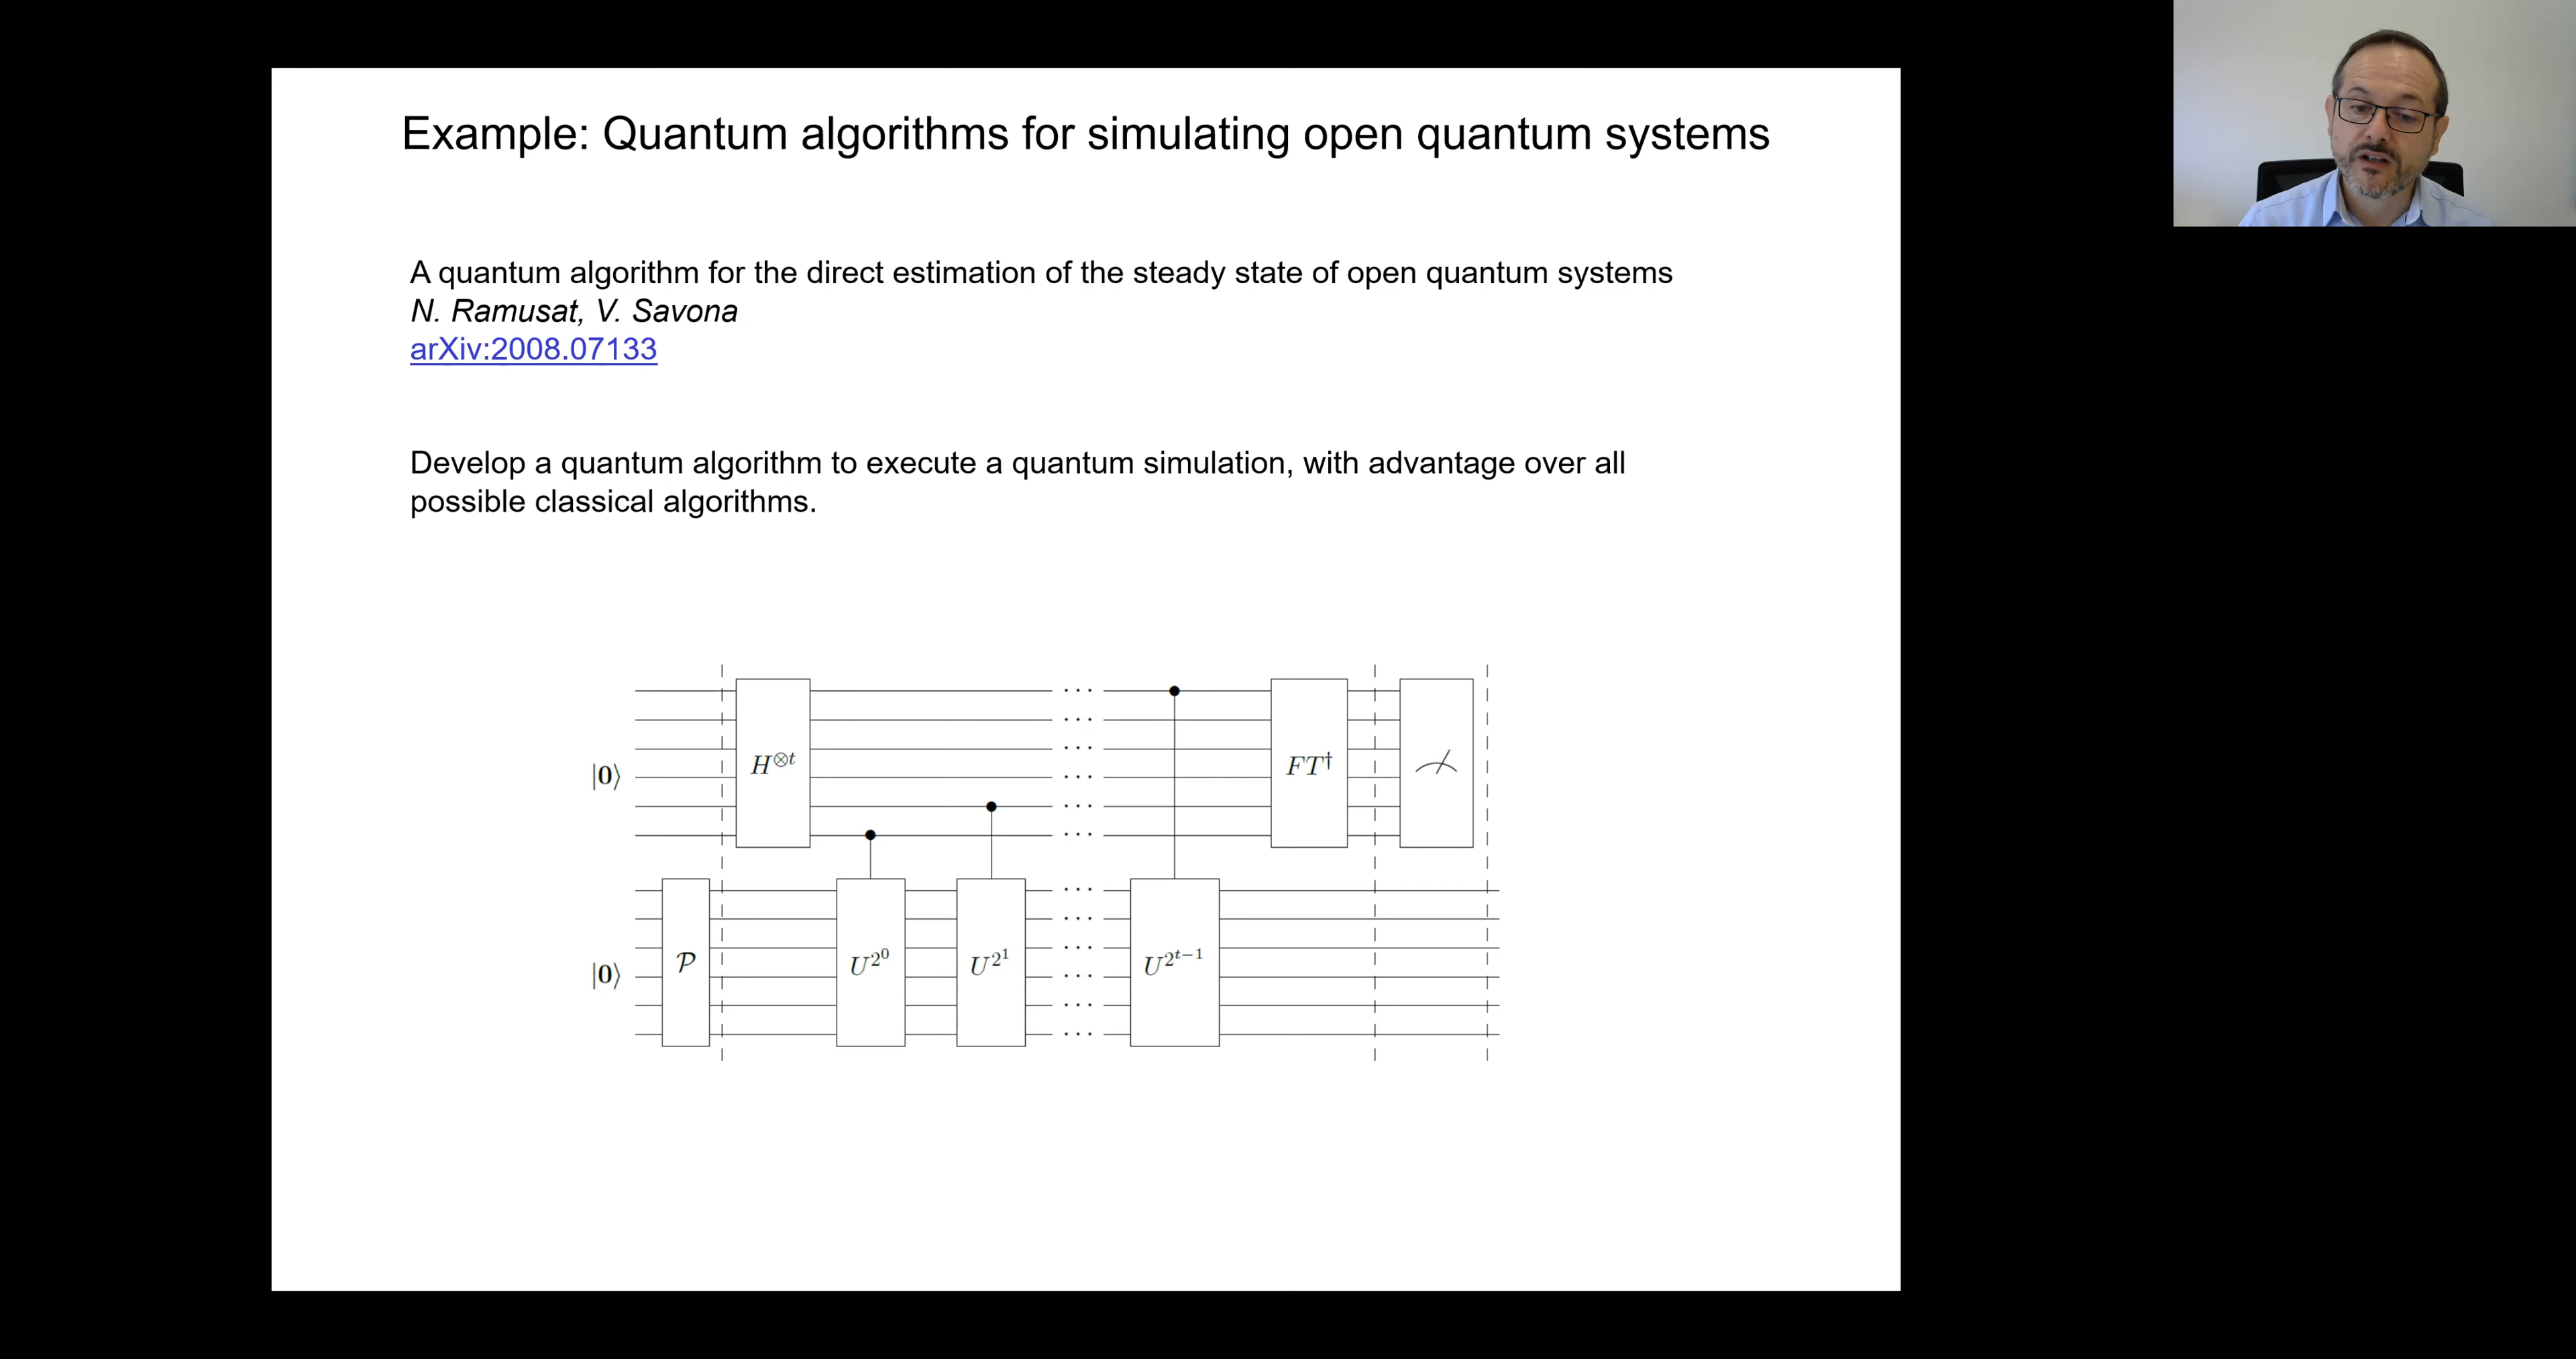 Example: Quantum algorithms for simulating open quantum systems
A quantum algorithm for the direct estimation of the steady state of open quantum systems
N. Ramusat, V. Savona
arXiv:2008.07133
Develop a quantum algorithm to execute a quantum simulation, with advantage over all
possible classical algorithms.
|0⟩
H^{⊗t}
FT^†
|0⟩
𝒫
U^{2^0}
U^{2^1}
U^{2^{t−1}}